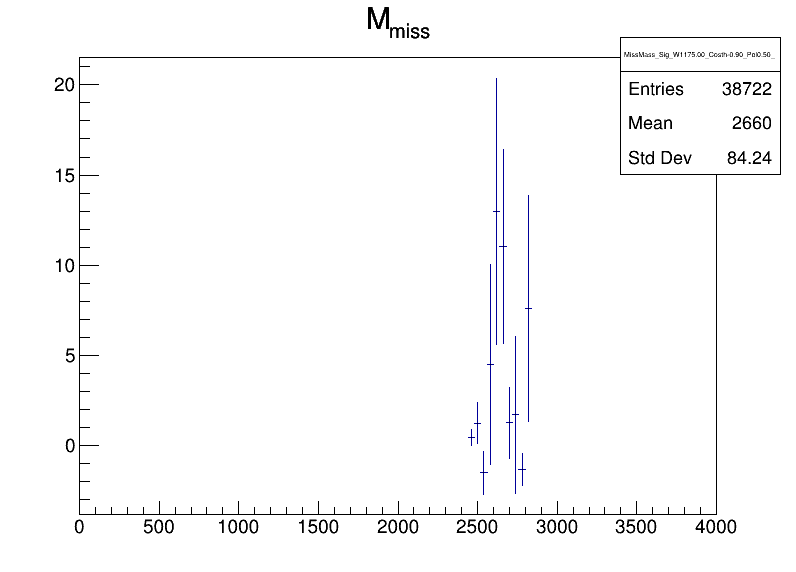 M_miss
MissMass_Sig_W1175.00_Costh-0.90_Pol0.50_
Entries 38722
Mean 2660
Std Dev 84.24
20
15
10
5
0
0 500 1000 1500 2000 2500 3000 3500 4000